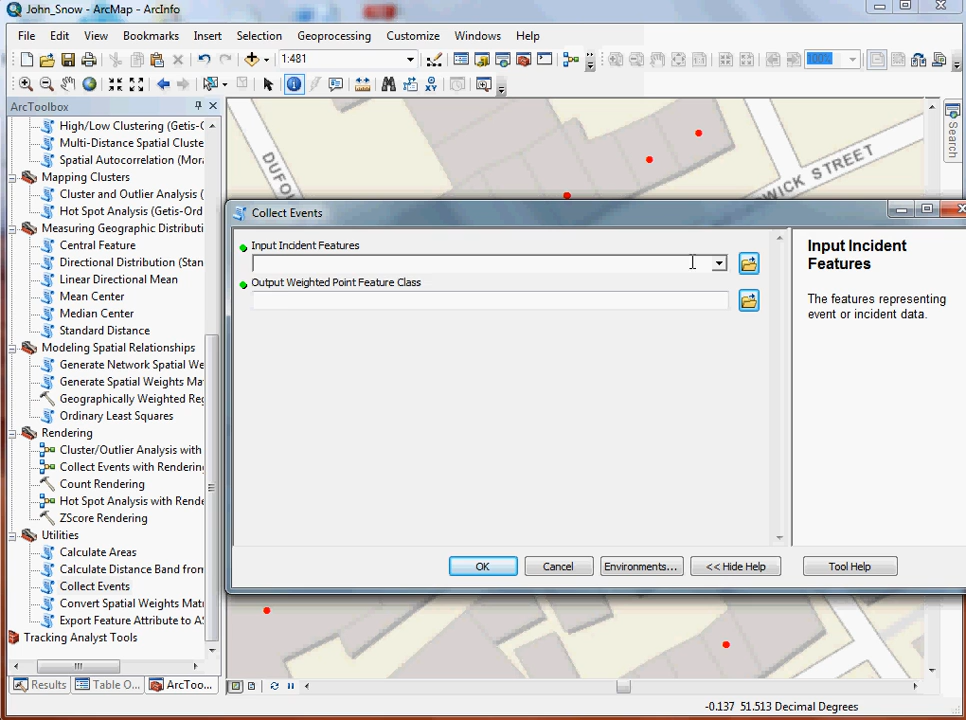 John_Snow - ArcMap - ArcInfo
File Edit View Bookmarks Insert Selection Geoprocessing Customize Windows Help
1:481
100%
ArcToolbox
High/Low Clustering (Getis-O
Multi-Distance Spatial Cluste
Spatial Autocorrelation (Mora
Mapping Clusters
Cluster and Outlier Analysis (
Hot Spot Analysis (Getis-Ord
Measuring Geographic Distributi
Central Feature
Directional Distribution (Stan
Linear Directional Mean
Mean Center
Median Center
Standard Distance
Modeling Spatial Relationships
Generate Network Spatial We
Generate Spatial Weights Mat
Geographically Weighted Reg
Ordinary Least Squares
Rendering
Cluster/Outlier Analysis with
Collect Events with Rendering
Count Rendering
Hot Spot Analysis with Rende
ZScore Rendering
Utilities
Calculate Areas
Calculate Distance Band from
Collect Events
Convert Spatial Weights Matr
Export Feature Attribute to AS
Tracking Analyst Tools
Results Table O... ArcToo...
DUFOU
WICK STREET
Search
Collect Events
Input Incident Features
Output Weighted Point Feature Class
OK Cancel Environments... << Hide Help Tool Help
Input Incident
Features
The features representing
event or incident data.
-0.137 51.513 Decimal Degrees